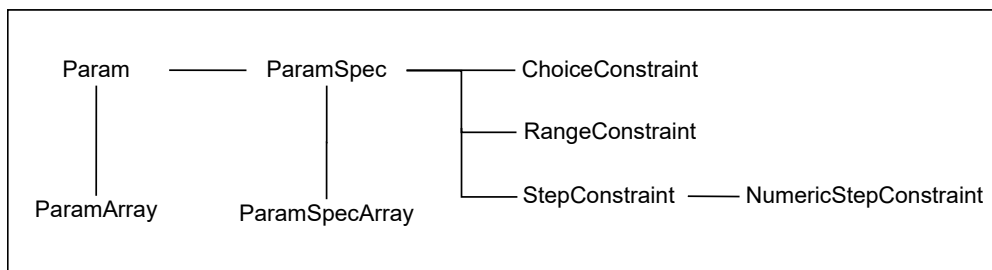 Param ParamSpec ChoiceConstraint
RangeConstraint
StepConstraint NumericStepConstraint
ParamArray ParamSpecArray